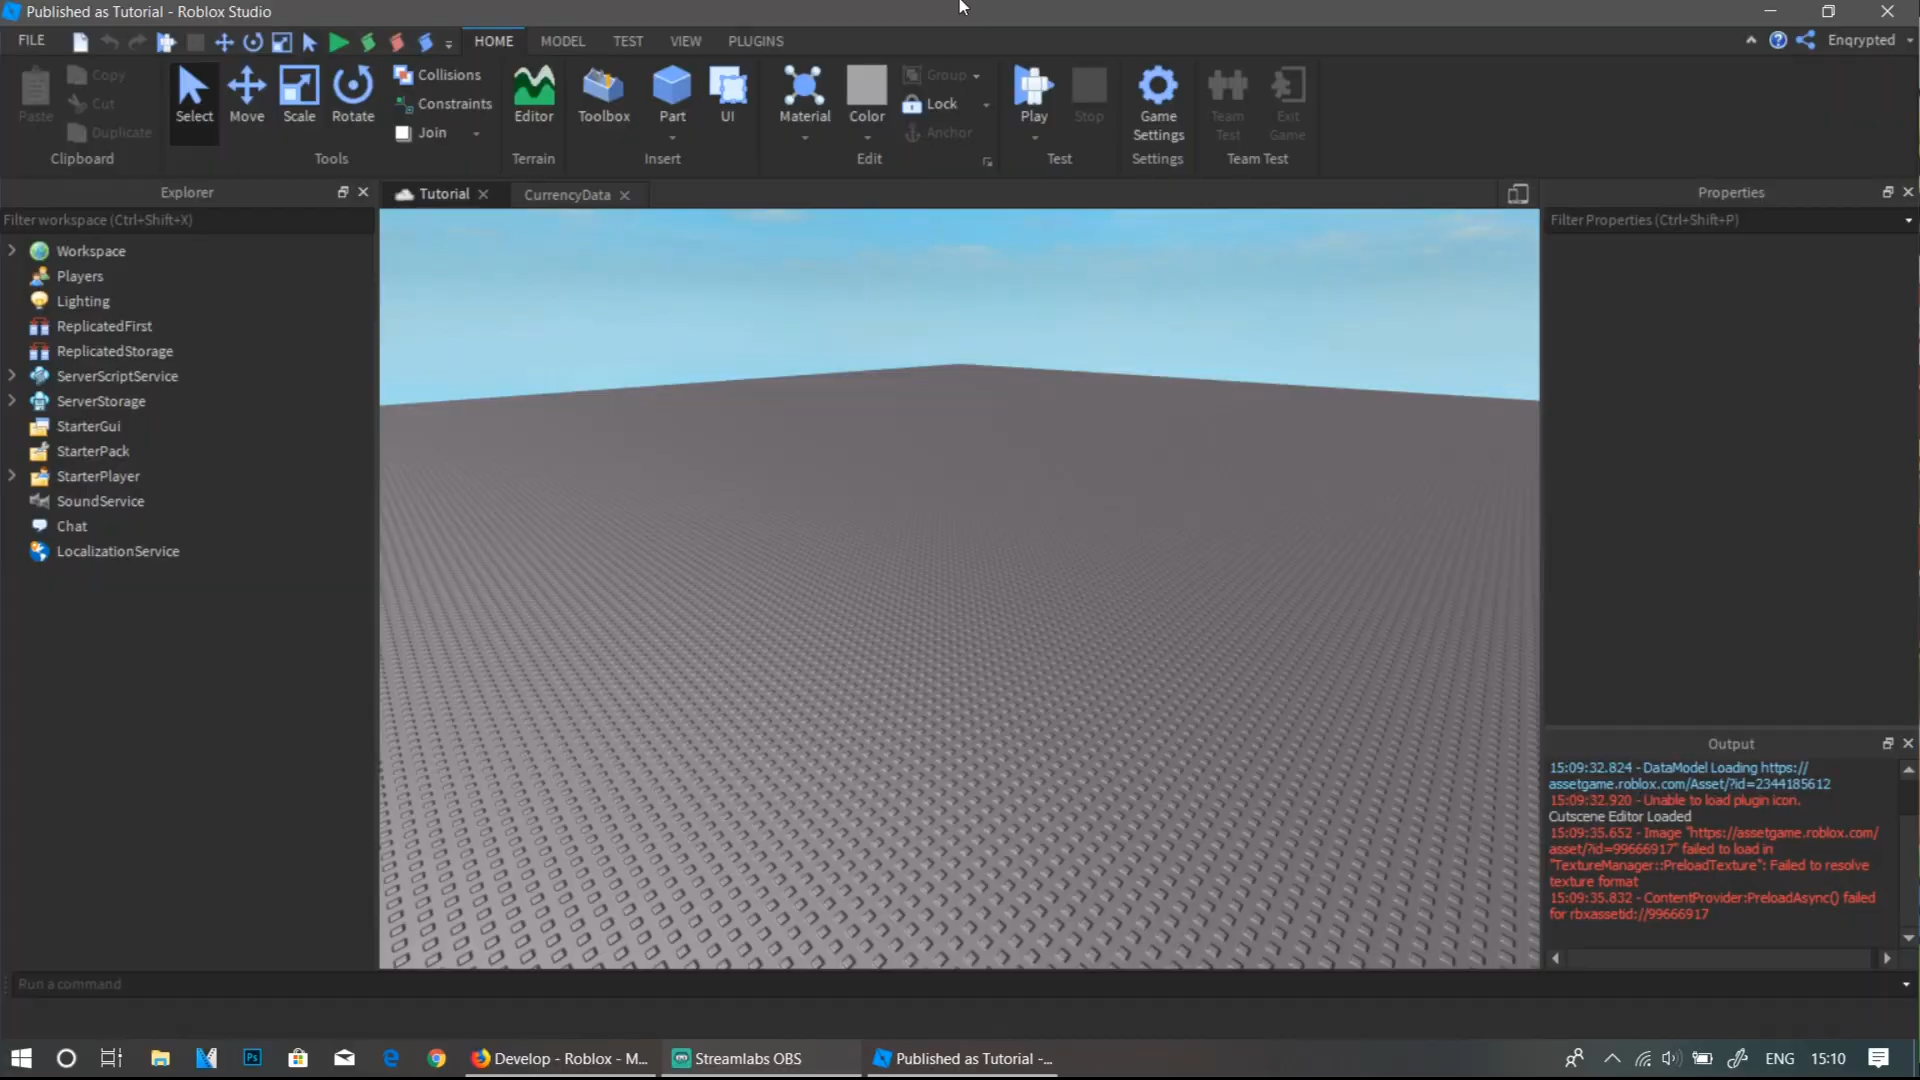 Published as Tutorial - Roblox Studio
FILE
HOME
MODEL
TEST
VIEW
PLUGINS
Enqrypted
Paste
Copy
Cut
Duplicate
Clipboard
Select
Move
Scale
Rotate
Collisions
Constraints
Join
Tools
Editor
Terrain
Toolbox
Part
UI
Insert
Material
Color
Group
Lock
Anchor
Edit
Play
Stop
Test
Game
Settings
Settings
Team
Test
Exit
Game
Team Test
Explorer
Tutorial
CurrencyData
Properties
Filter workspace (Ctrl+Shift+X)
Filter Properties (Ctrl+Shift+P)
Workspace
Players
Lighting
ReplicatedFirst
ReplicatedStorage
ServerScriptService
ServerStorage
StarterGui
StarterPack
StarterPlayer
SoundService
Chat
LocalizationService
Output
15:09:32.824 - DataModel Loading https://
assetgame.roblox.com/Asset/?id=2344185612
15:09:32.920 - Unable to load plugin icon.
Cutscene Editor Loaded
15:09:35.652 - Image "https://assetgame.roblox.com/
asset/?id=99666917" failed to load in
"TextureManager::PreloadTexture": Failed to resolve
texture format
15:09:35.832 - ContentProvider:PreloadAsync() failed
for rbxassetid://99666917
Run a command
Ps
Develop - Roblox - M...
Streamlabs OBS
Published as Tutorial -...
ENG
15:10